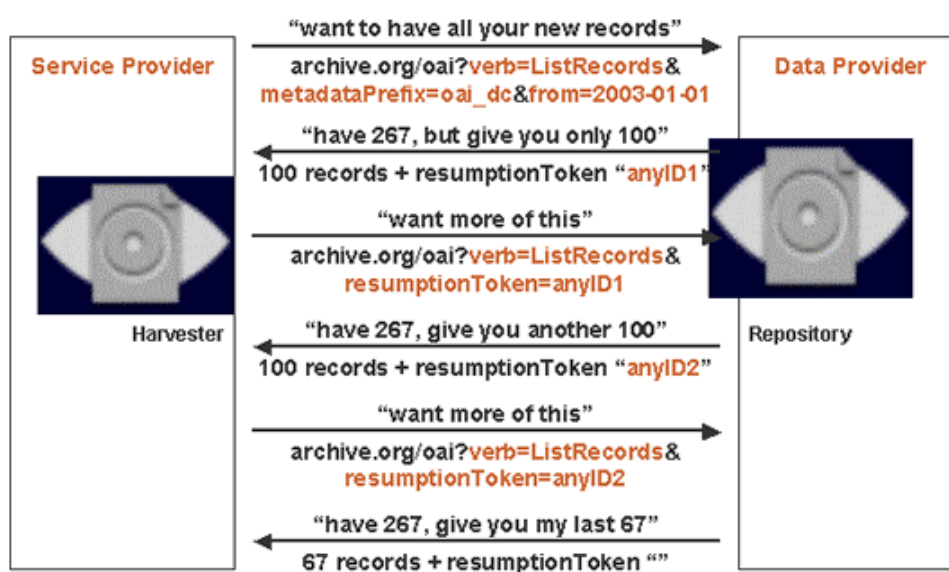 “want to have all your new records”
Service Provider
Data Provider
archive.org/oai?verb=ListRecords&
metadataPrefix=oai_dc&from=2003-01-01
“have 267, but give you only 100”
100 records + resumptionToken “anyID1”
“want more of this”
archive.org/oai?verb=ListRecords&
resumptionToken=anyID1
Harvester
Repository
“have 267, give you another 100”
100 records + resumptionToken “anyID2”
“want more of this”
archive.org/oai?verb=ListRecords&
resumptionToken=anyID2
“have 267, give you my last 67”
67 records + resumptionToken “”